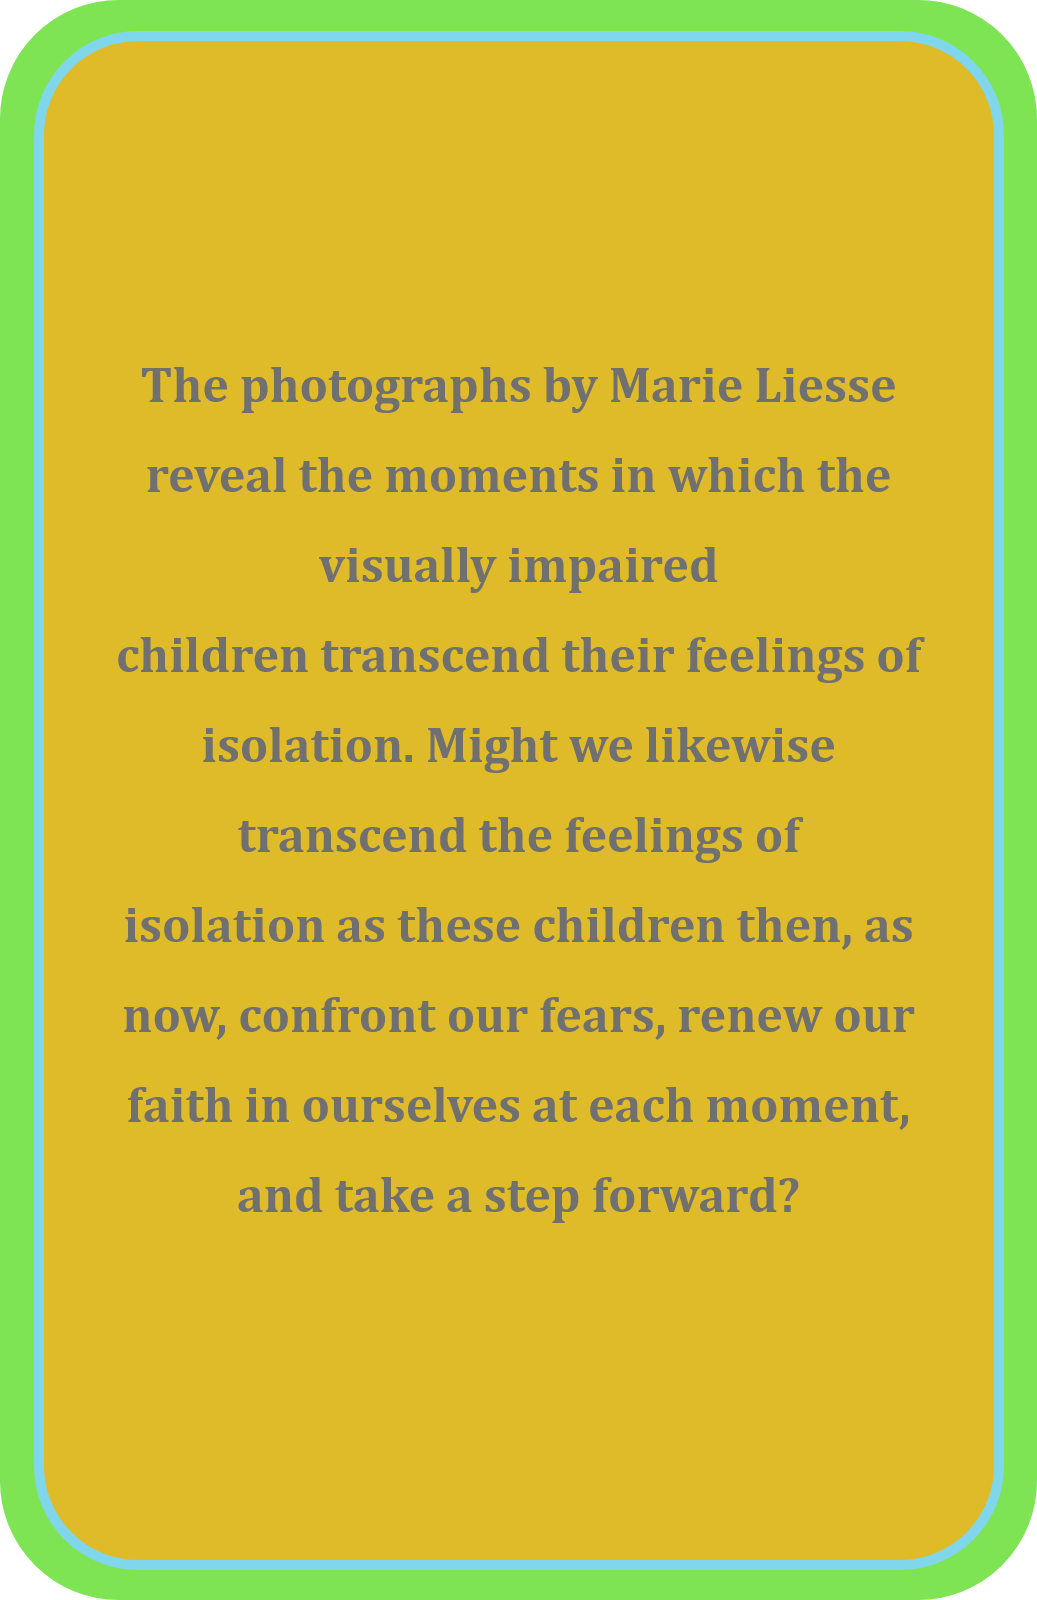 The photographs by Marie Liesse
reveal the moments in which the
visually impaired
children transcend their feelings of
isolation. Might we likewise
transcend the feelings of
isolation as these children then, as
now, confront our fears, renew our
faith in ourselves at each moment,
and take a step forward?